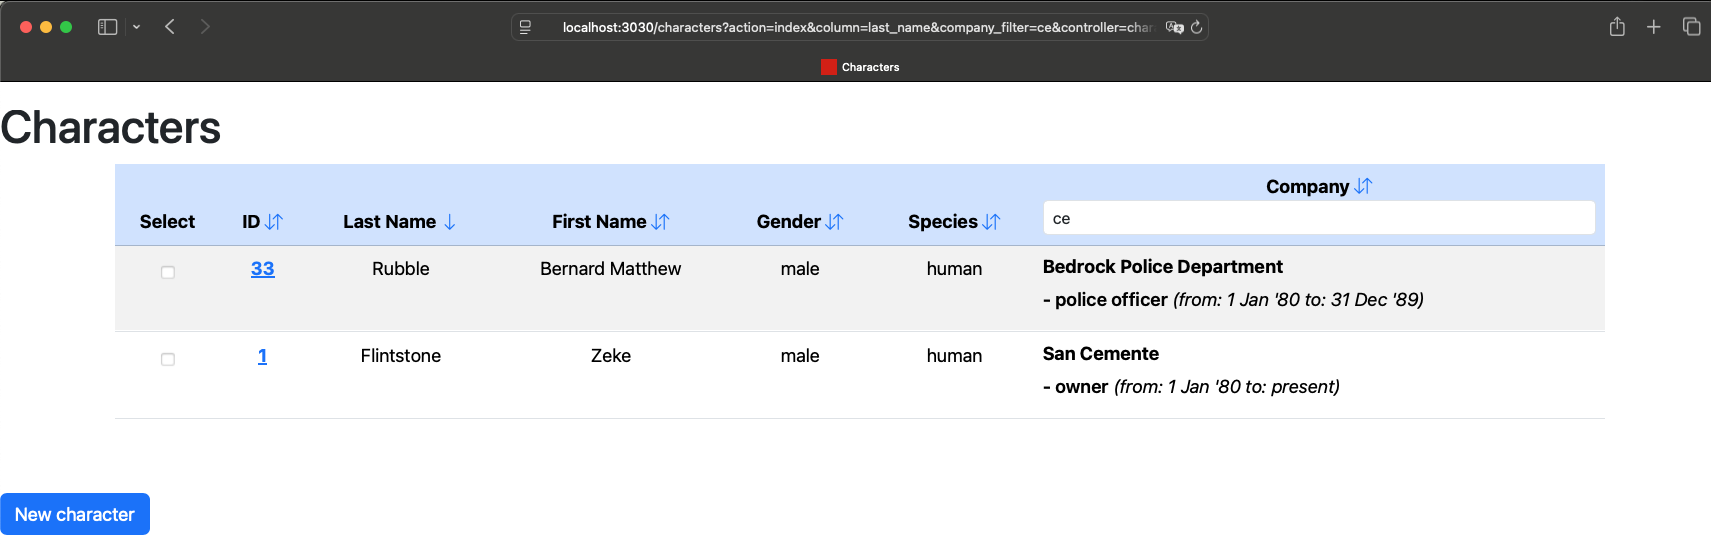 localhost:3030/characters?action=index&column=last_name&company_filter=ce&controller=char
Characters
Characters
Select ID Last Name First Name Gender Species Company
ce
33 Rubble Bernard Matthew male human Bedrock Police Department
- police officer (from: 1 Jan '80 to: 31 Dec '89)
1 Flintstone Zeke male human San Cemente
- owner (from: 1 Jan '80 to: present)
New character